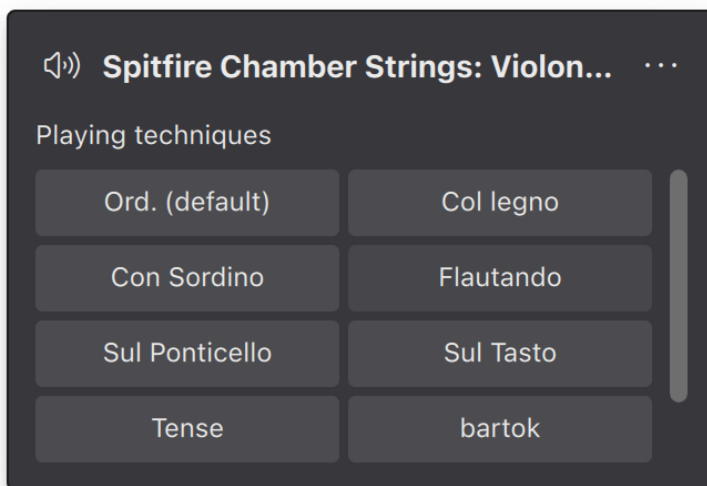 Spitfire Chamber Strings: Violon...
Playing techniques
Ord. (default) Col legno
Con Sordino Flautando
Sul Ponticello Sul Tasto
Tense bartok